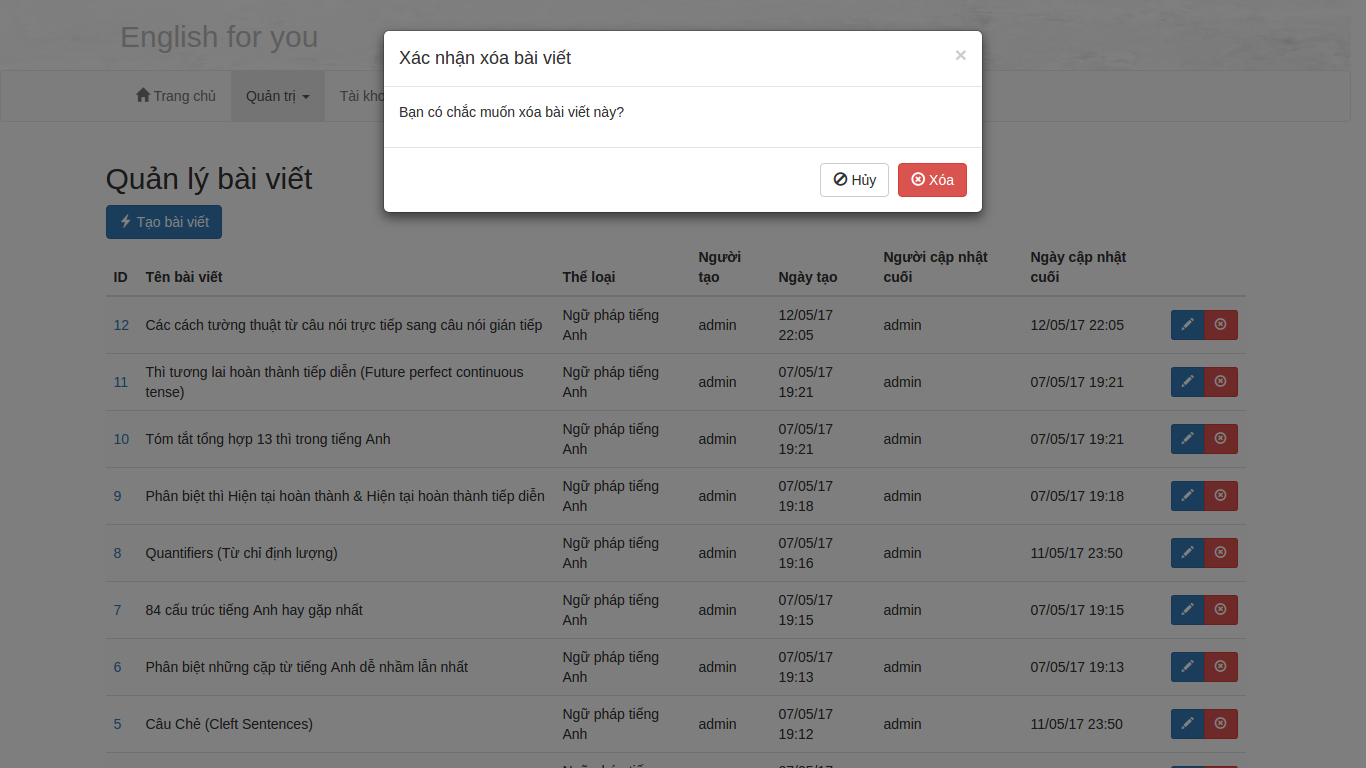 English for you
Xác nhận xóa bài viết
×
Trang chủ
Quản trị
Tài kho
Bạn có chắc muốn xóa bài viết này?
Hủy
Xóa
Quản lý bài viết
Tạo bài viết
ID Tên bài viết Thể loại Người tạo Ngày tạo Người cập nhật cuối Ngày cập nhật cuối
12 Các cách tường thuật từ câu nói trực tiếp sang câu nói gián tiếp Ngữ pháp tiếng Anh admin 12/05/17 22:05 admin 12/05/17 22:05
11 Thì tương lai hoàn thành tiếp diễn (Future perfect continuous tense) Ngữ pháp tiếng Anh admin 07/05/17 19:21 admin 07/05/17 19:21
10 Tóm tắt tổng hợp 13 thì trong tiếng Anh Ngữ pháp tiếng Anh admin 07/05/17 19:21 admin 07/05/17 19:21
9 Phân biệt thì Hiện tại hoàn thành & Hiện tại hoàn thành tiếp diễn Ngữ pháp tiếng Anh admin 07/05/17 19:18 admin 07/05/17 19:18
8 Quantifiers (Từ chỉ định lượng) Ngữ pháp tiếng Anh admin 07/05/17 19:16 admin 11/05/17 23:50
7 84 cấu trúc tiếng Anh hay gặp nhất Ngữ pháp tiếng Anh admin 07/05/17 19:15 admin 07/05/17 19:15
6 Phân biệt những cặp từ tiếng Anh dễ nhầm lẫn nhất Ngữ pháp tiếng Anh admin 07/05/17 19:13 admin 07/05/17 19:13
5 Câu Chẻ (Cleft Sentences) Ngữ pháp tiếng Anh admin 07/05/17 19:12 admin 11/05/17 23:50